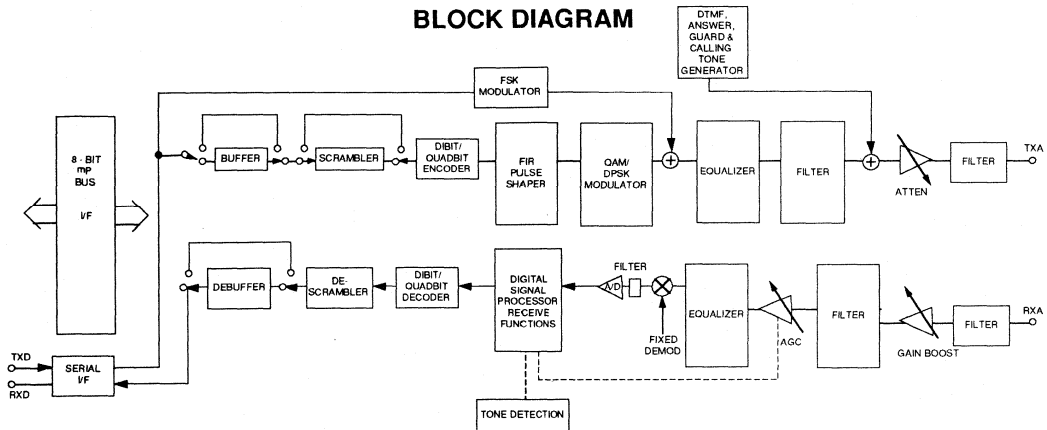 BLOCK DIAGRAM
DTMF,
ANSWER,
GUARD &
CALLING
TONE
GENERATOR
FSK
MODULATOR
8 - BIT
mp
BUS
I/F
BUFFER
SCRAMBLER
DIBIT/
QUADBIT
ENCODER
FIR
PULSE
SHAPER
QAM/
DPSK
MODULATOR
EQUALIZER
FILTER
ATTEN
FILTER
TXA
DEBUFFER
DE-
SCRAMBLER
DIBIT/
QUADBIT
DECODER
DIGITAL
SIGNAL
PROCESSOR
RECEIVE
FUNCTIONS
A/D
FILTER
FIXED
DEMOD
EQUALIZER
AGC
FILTER
GAIN BOOST
FILTER
RXA
TXD
RXD
SERIAL
I/F
TONE DETECTION